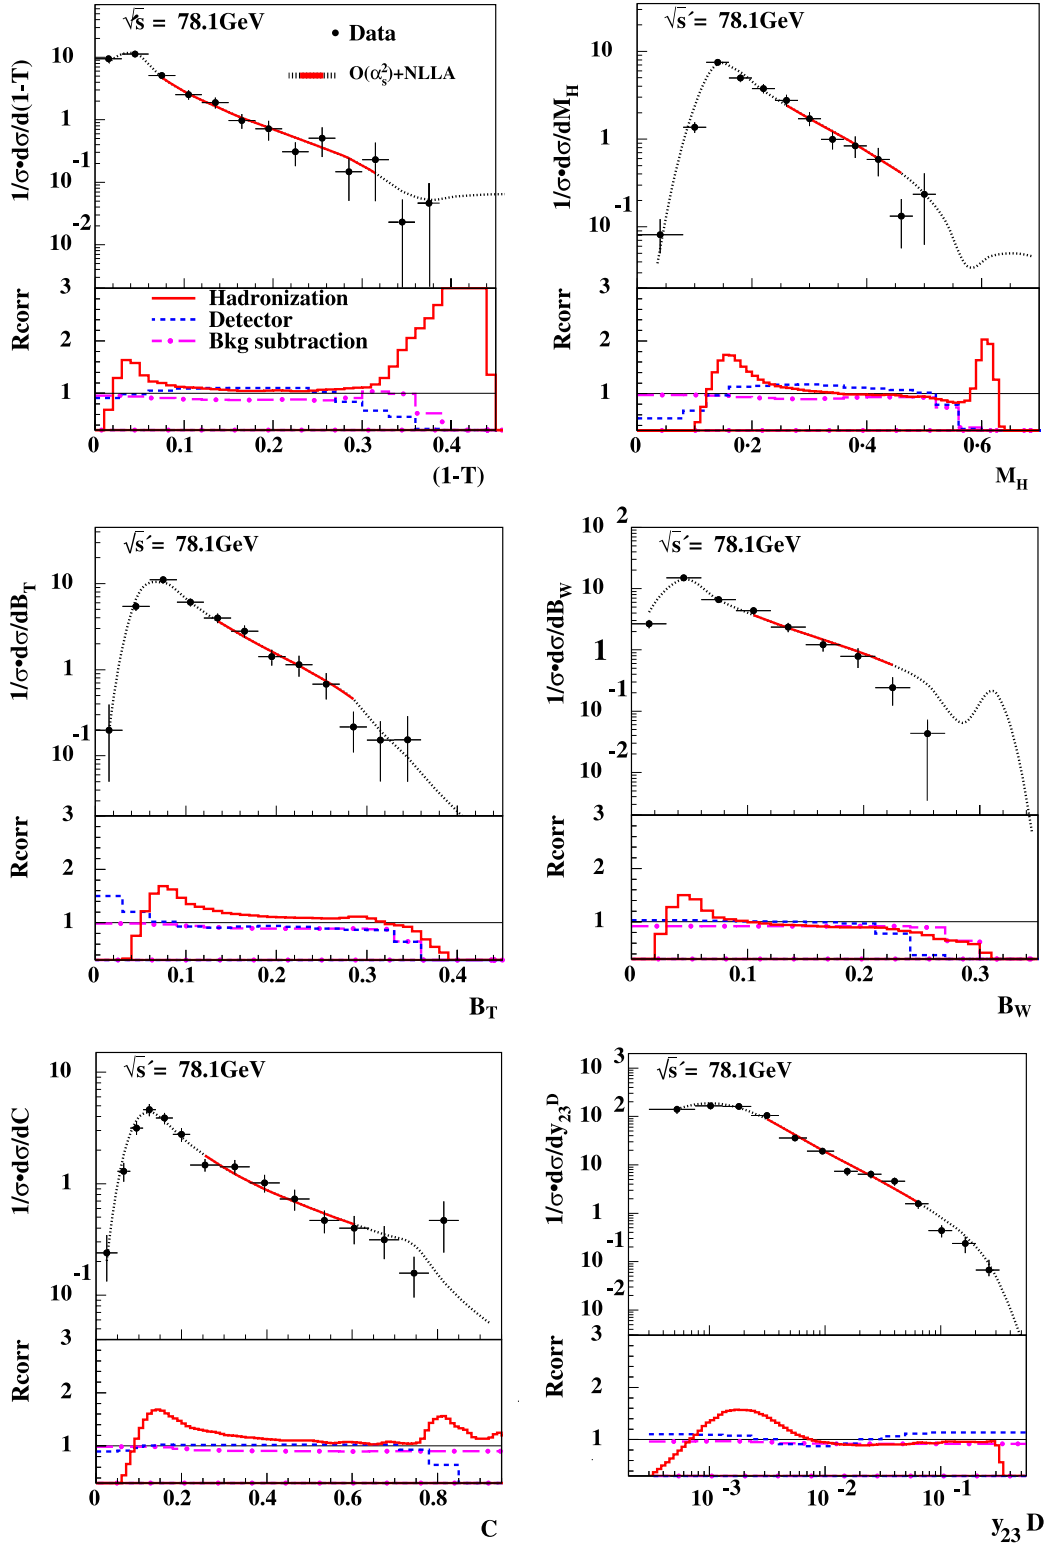 √s´ = 78.1GeV
Data
O(α_s²)+NLLA
1/σ•dσ/d(1-T)
10
1
10 -1
10 -2
Rcorr
3
2
1
Hadronization
Detector
Bkg subtraction
0 0.1 0.2 0.3 0.4
(1-T)
√s´= 78.1GeV
1/σ•dσ/dM_H
10
1
10 -1
Rcorr
3
2
1
0 0·2 0·4 0·6
M_H
√s´= 78.1GeV
1/σ•dσ/dB_T
10
1
10 -1
Rcorr
3
2
1
0 0.1 0.2 0.3 0.4
B_T
√s´= 78.1GeV
1/σ•dσ/dB_W
10 2
10
1
10 -1
10 -2
Rcorr
3
2
1
0 0.1 0.2 0.3
B_W
√s´= 78.1GeV
1/σ•dσ/dC
10
1
10 -1
Rcorr
3
2
1
0 0.2 0.4 0.6 0.8
C
√s´= 78.1GeV
1/σ•dσ/dy_23^D
10 3
10 2
10
1
10 -1
10 -2
Rcorr
3
2
1
10 -3 10 -2 10 -1
y_23 D